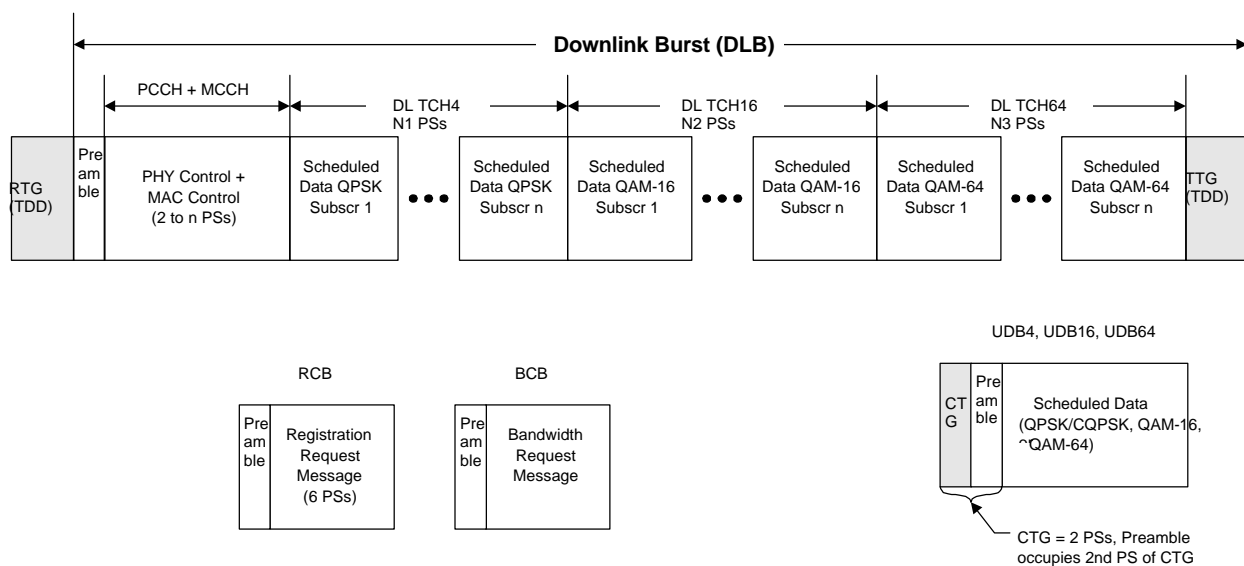 Downlink Burst (DLB)
PCCH + MCCH
DL TCH4
N1 PSs
DL TCH16
N2 PSs
DL TCH64
N3 PSs
RTG
(TDD)
Pre
am
ble
PHY Control +
MAC Control
(2 to n PSs)
Scheduled
Data QPSK
Subscr 1
Scheduled
Data QPSK
Subscr n
Scheduled
Data QAM-16
Subscr 1
Scheduled
Data QAM-16
Subscr n
Scheduled
Data QAM-64
Subscr 1
Scheduled
Data QAM-64
Subscr n
TTG
(TDD)
RCB
Pre
am
ble
Registration
Request
Message
(6 PSs)
BCB
Pre
am
ble
Bandwidth
Request
Message
UDB4, UDB16, UDB64
CT
G
Pre
am
ble
Scheduled Data
(QPSK/CQPSK, QAM-16,
QAM-64)
CTG = 2 PSs, Preamble
occupies 2nd PS of CTG